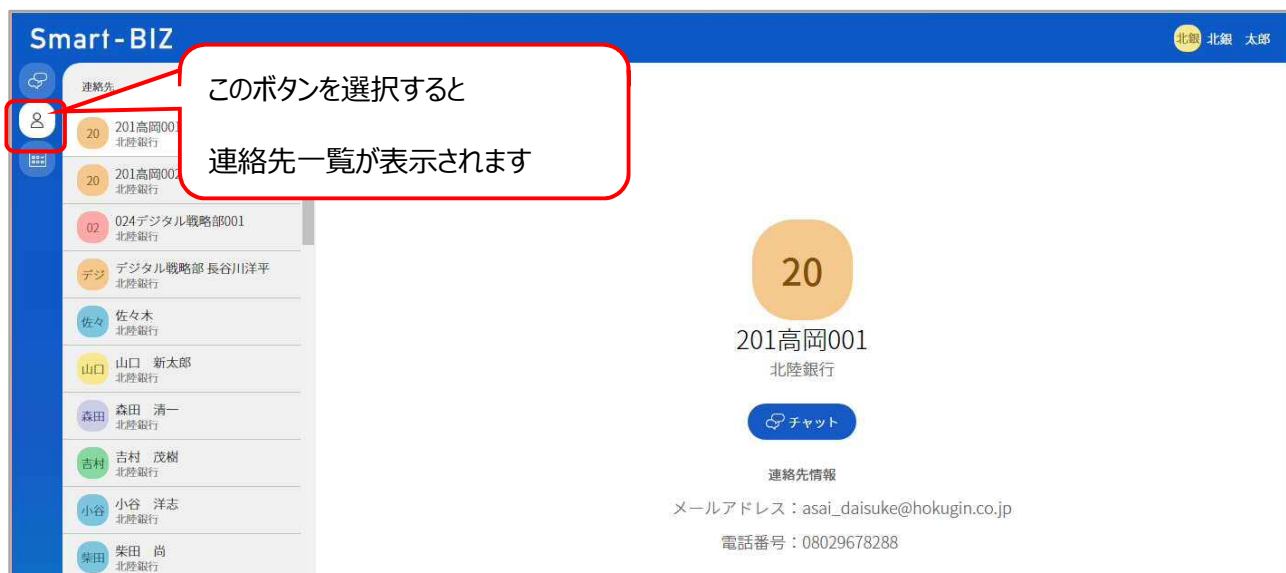 Smart-BIZ
北銀 北銀　太郎
連絡先
このボタンを選択すると
連絡先一覧が表示されます
20 201高岡001
北陸銀行
20 201高岡002
北陸銀行
02 024デジタル戦略部001
北陸銀行
デジ デジタル戦略部 長谷川洋平
北陸銀行
佐々 佐々木
北陸銀行
山口 山口　新太郎
北陸銀行
森田 森田　清一
北陸銀行
吉村 吉村　茂樹
北陸銀行
小谷 小谷　洋志
北陸銀行
柴田 柴田　尚
北陸銀行
20
201高岡001
北陸銀行
チャット
連絡先情報
メールアドレス：asai_daisuke@hokugin.co.jp
電話番号：08029678288